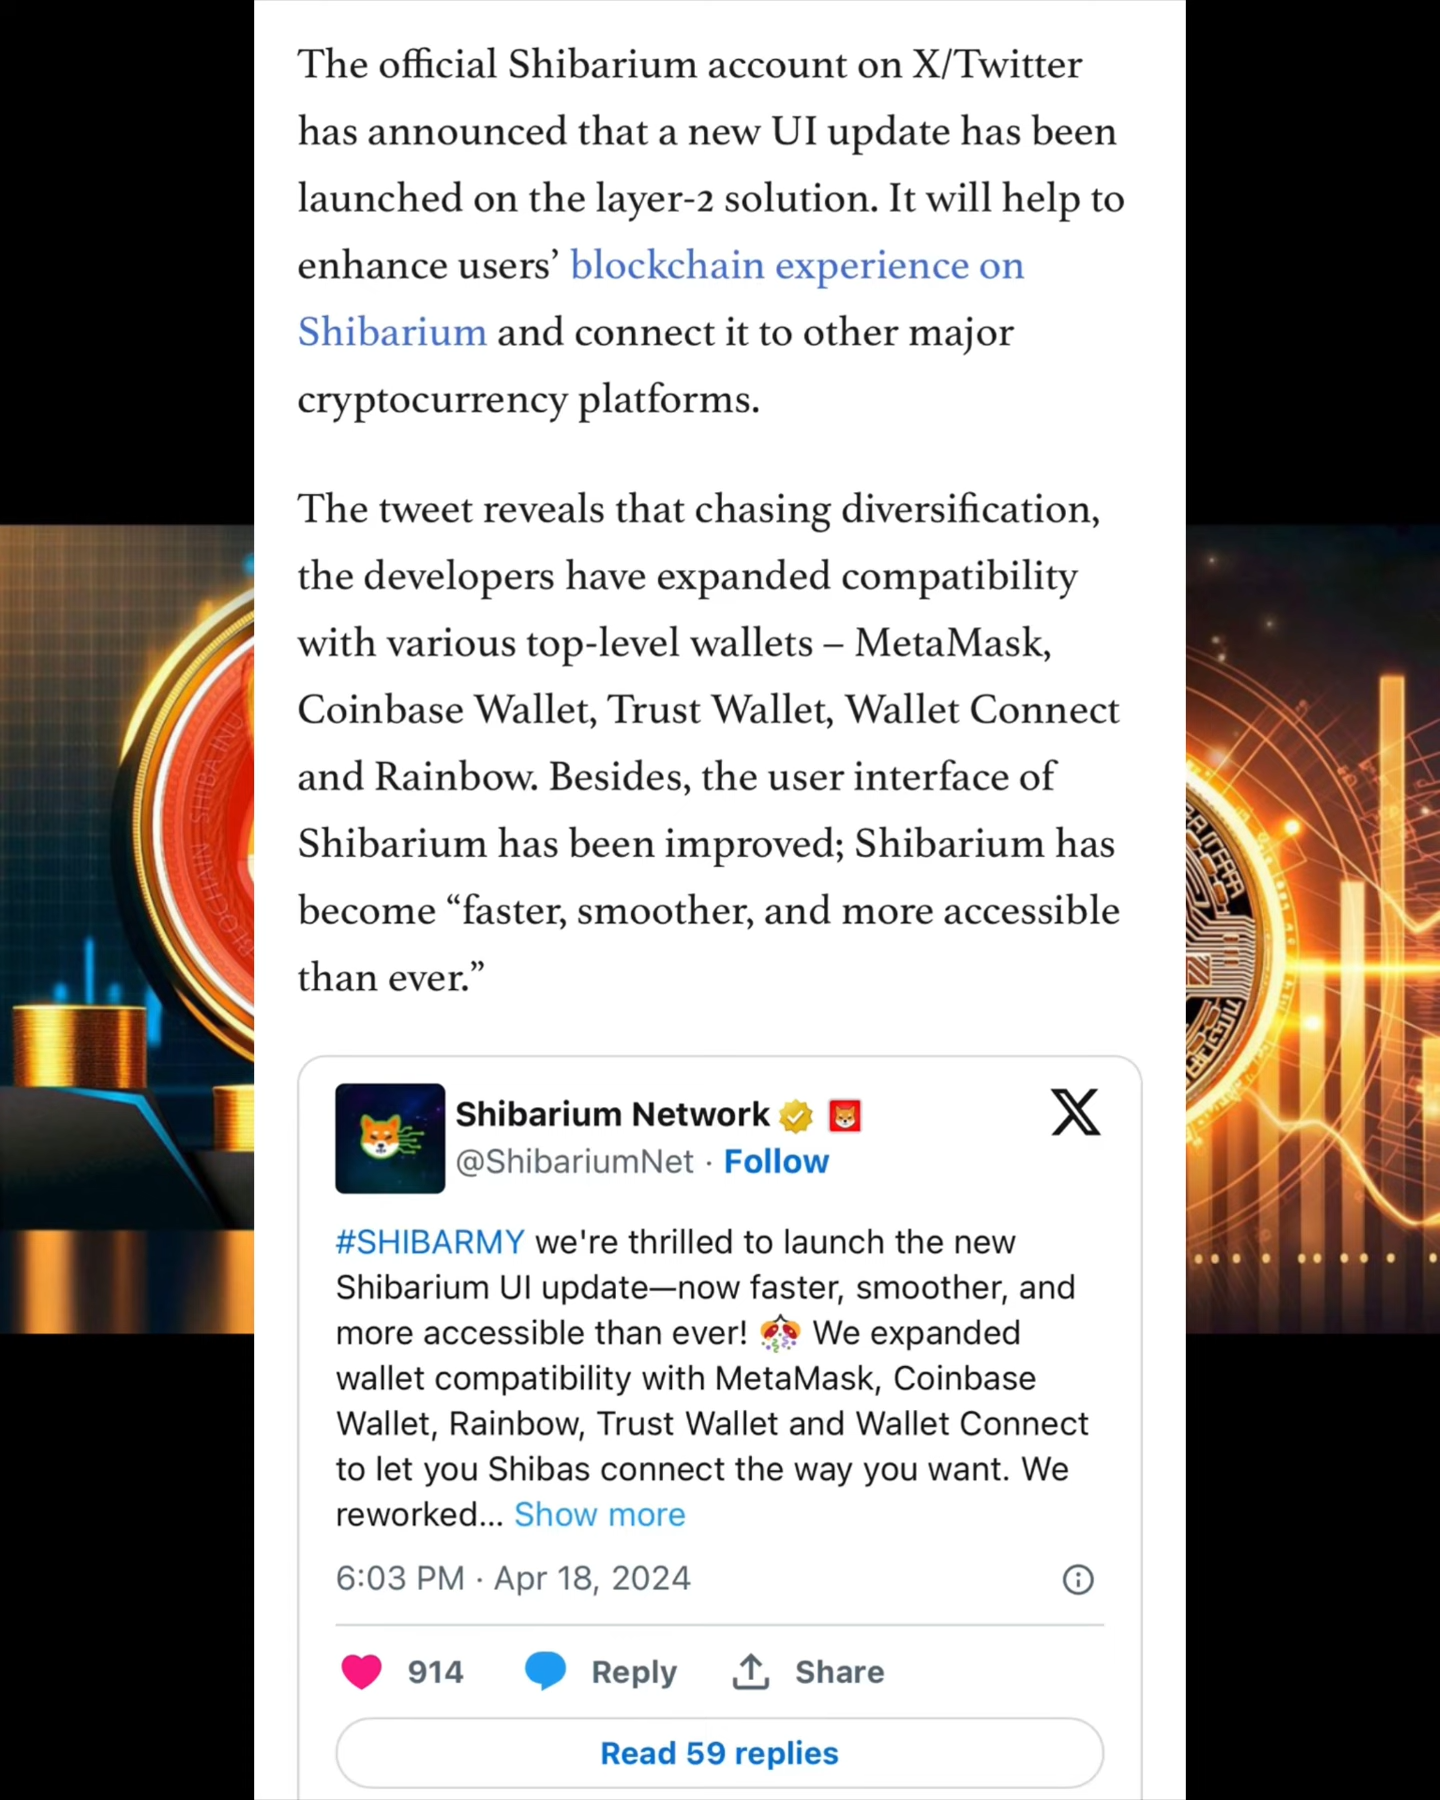 The official Shibarium account on X/Twitter
has announced that a new UI update has been
launched on the layer-2 solution. It will help to
enhance users’ blockchain experience on
Shibarium and connect it to other major
cryptocurrency platforms.
The tweet reveals that chasing diversification,
the developers have expanded compatibility
with various top-level wallets – MetaMask,
Coinbase Wallet, Trust Wallet, Wallet Connect
and Rainbow. Besides, the user interface of
Shibarium has been improved; Shibarium has
become “faster, smoother, and more accessible
than ever.”
Shibarium Network
@ShibariumNet · Follow
#SHIBARMY we're thrilled to launch the new
Shibarium UI update—now faster, smoother, and
more accessible than ever! We expanded
wallet compatibility with MetaMask, Coinbase
Wallet, Rainbow, Trust Wallet and Wallet Connect
to let you Shibas connect the way you want. We
reworked... Show more
6:03 PM · Apr 18, 2024
914 Reply Share
Read 59 replies
SHIBA INU